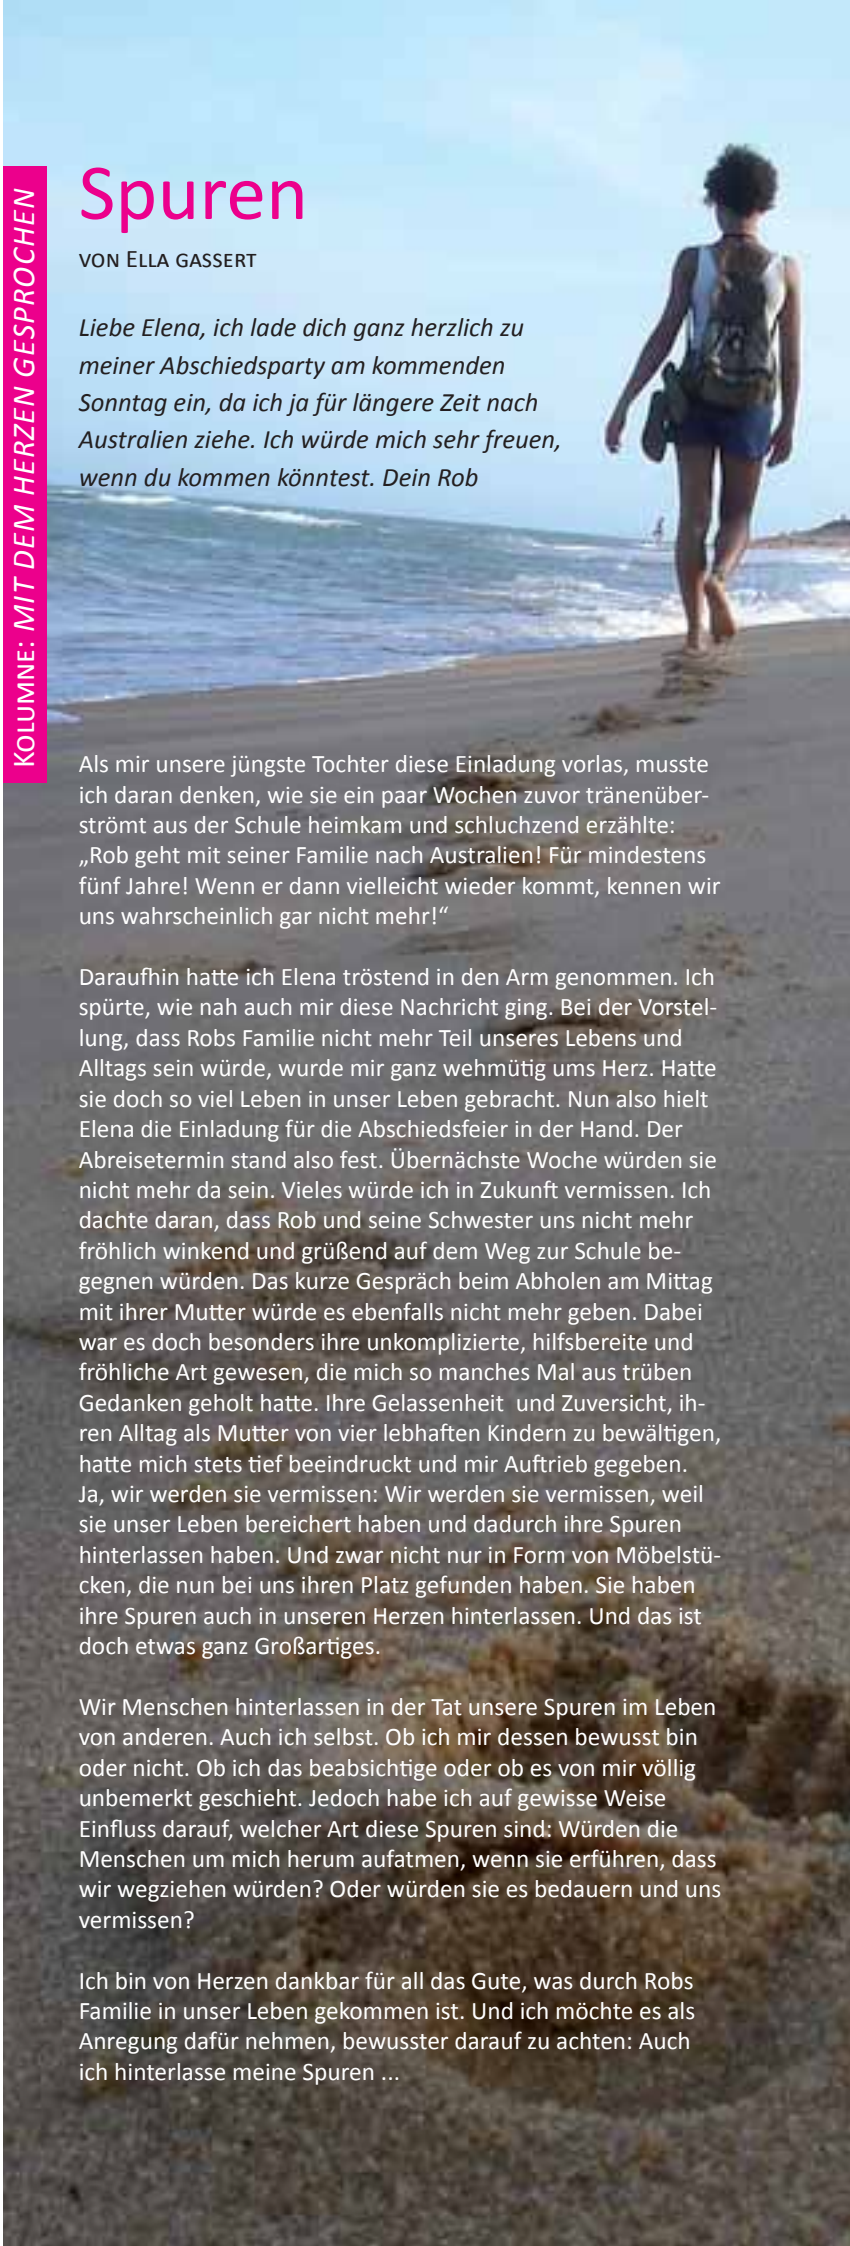 KOLUMNE: MIT DEM HERZEN GESPROCHEN
Spuren
VON ELLA GASSERT
Liebe Elena, ich lade dich ganz herzlich zu
meiner Abschiedsparty am kommenden
Sonntag ein, da ich ja für längere Zeit nach
Australien ziehe. Ich würde mich sehr freuen,
wenn du kommen könntest. Dein Rob
Als mir unsere jüngste Tochter diese Einladung vorlas, musste
ich daran denken, wie sie ein paar Wochen zuvor tränenüber-
strömt aus der Schule heimkam und schluchzend erzählte:
„Rob geht mit seiner Familie nach Australien! Für mindestens
fünf Jahre! Wenn er dann vielleicht wieder kommt, kennen wir
uns wahrscheinlich gar nicht mehr!“
Daraufhin hatte ich Elena tröstend in den Arm genommen. Ich
spürte, wie nah auch mir diese Nachricht ging. Bei der Vorstel-
lung, dass Robs Familie nicht mehr Teil unseres Lebens und
Alltags sein würde, wurde mir ganz wehmütig ums Herz. Hatte
sie doch so viel Leben in unser Leben gebracht. Nun also hielt
Elena die Einladung für die Abschiedsfeier in der Hand. Der
Abreisetermin stand also fest. Übernächste Woche würden sie
nicht mehr da sein. Vieles würde ich in Zukunft vermissen. Ich
dachte daran, dass Rob und seine Schwester uns nicht mehr
fröhlich winkend und grüßend auf dem Weg zur Schule be-
gegnen würden. Das kurze Gespräch beim Abholen am Mittag
mit ihrer Mutter würde es ebenfalls nicht mehr geben. Dabei
war es doch besonders ihre unkomplizierte, hilfsbereite und
fröhliche Art gewesen, die mich so manches Mal aus trüben
Gedanken geholt hatte. Ihre Gelassenheit  und Zuversicht, ih-
ren Alltag als Mutter von vier lebhaften Kindern zu bewältigen,
hatte mich stets tief beeindruckt und mir Auftrieb gegeben.
Ja, wir werden sie vermissen: Wir werden sie vermissen, weil
sie unser Leben bereichert haben und dadurch ihre Spuren
hinterlassen haben. Und zwar nicht nur in Form von Möbelstü-
cken, die nun bei uns ihren Platz gefunden haben. Sie haben
ihre Spuren auch in unseren Herzen hinterlassen. Und das ist
doch etwas ganz Großartiges.
Wir Menschen hinterlassen in der Tat unsere Spuren im Leben
von anderen. Auch ich selbst. Ob ich mir dessen bewusst bin
oder nicht. Ob ich das beabsichtige oder ob es von mir völlig
unbemerkt geschieht. Jedoch habe ich auf gewisse Weise
Einfluss darauf, welcher Art diese Spuren sind: Würden die
Menschen um mich herum aufatmen, wenn sie erführen, dass
wir wegziehen würden? Oder würden sie es bedauern und uns
vermissen?
Ich bin von Herzen dankbar für all das Gute, was durch Robs
Familie in unser Leben gekommen ist. Und ich möchte es als
Anregung dafür nehmen, bewusster darauf zu achten: Auch
ich hinterlasse meine Spuren ...